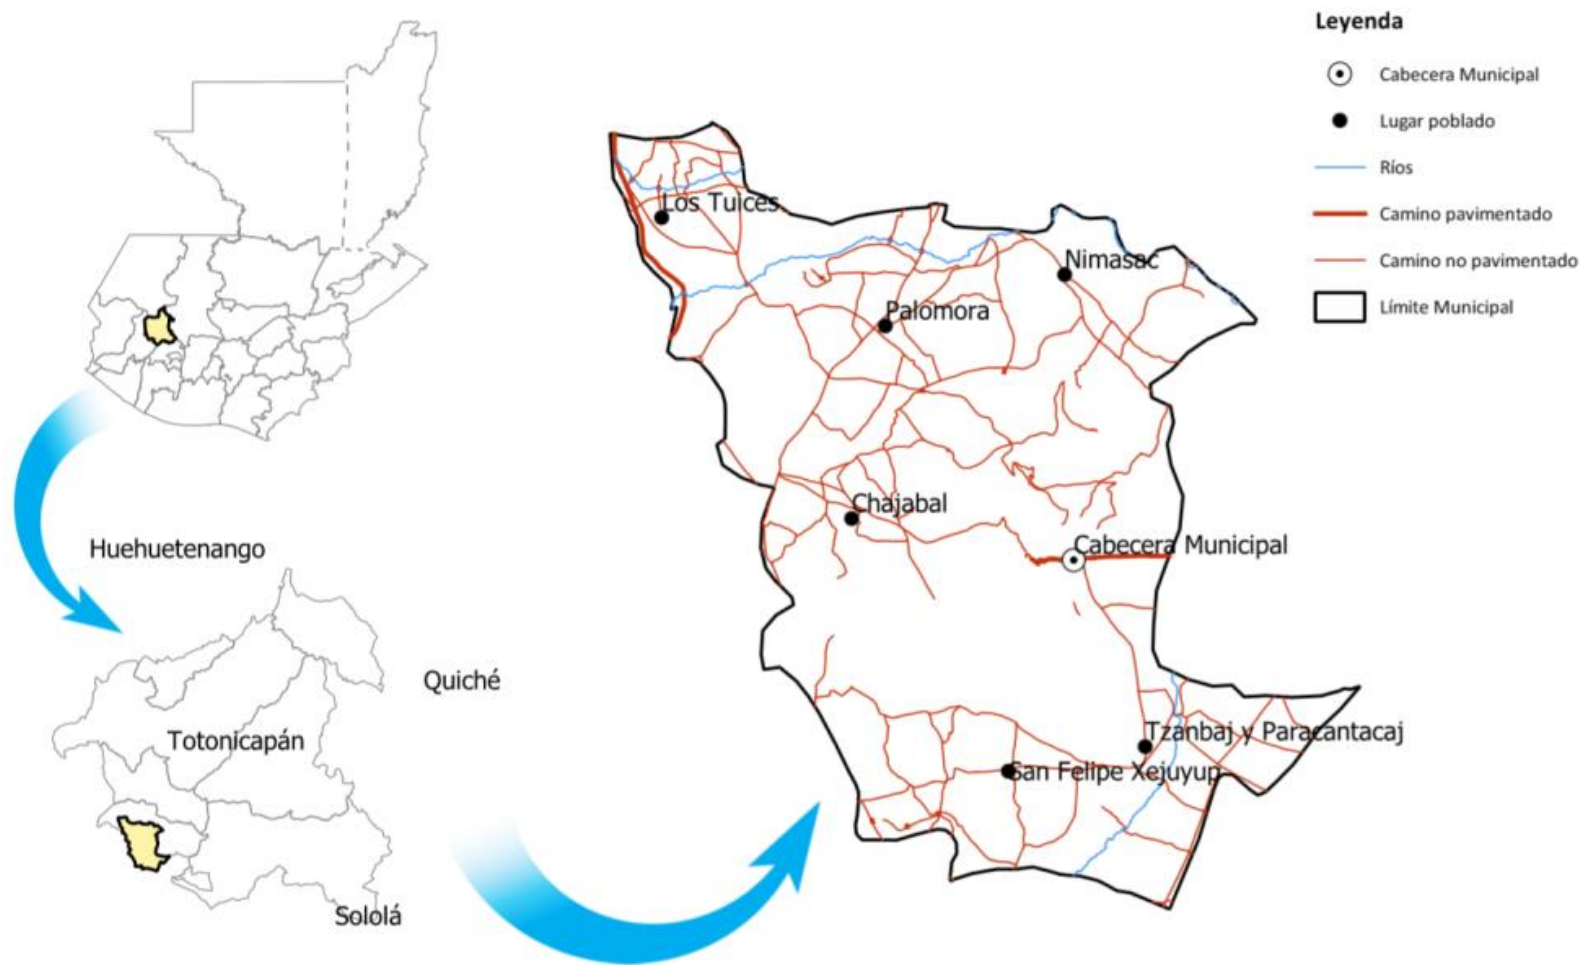 Leyenda
Cabecera Municipal
Lugar poblado
Ríos
Camino pavimentado
Camino no pavimentado
Límite Municipal
Los Tuices
Nimasac
Palomora
Chajabal
Cabecera Municipal
Tzanbaj y Paracantacaj
San Felipe Xejuyup
Huehuetenango
Quiché
Totonicapán
Sololá